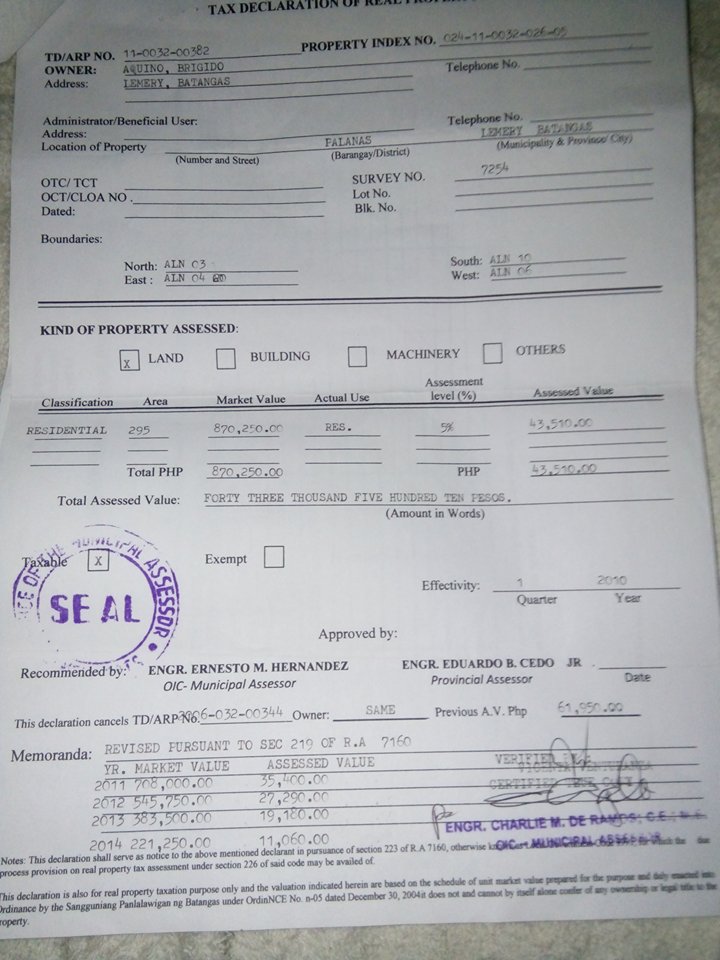 TAX DECLARATION OF REAL PROPER
TD/ARP NO. 11-0032-00382 PROPERTY INDEX NO. 024-11-0032-026-05
OWNER: AQUINO, BRIGIDO Telephone No.
Address: LEMERY, BATANGAS
Administrator/Beneficial User: Telephone No.
Address:
Location of Property PALANAS LEMERY BATANGAS
(Number and Street) (Barangay/District) (Municipality & Province/ City)
OTC/ TCT SURVEY NO. 7254
OCT/CLOA NO. Lot No.
Dated: Blk. No.
Boundaries:
North: ALN 03 South: ALN 10
East : ALN 04 West: ALN 06
KIND OF PROPERTY ASSESSED:
X LAND BUILDING MACHINERY OTHERS
Classification Area Market Value Actual Use Assessment level (%) Assessed Value
RESIDENTIAL 295 870,250.00 RES. 5% 43,510.00
Total PHP 870,250.00 PHP 43,510.00
Total Assessed Value: FORTY THREE THOUSAND FIVE HUNDRED TEN PESOS.
(Amount in Words)
Taxable X Exempt
OF THE MUNICIPAL ASSESSOR
SEAL
Effectivity: 1 2010
Quarter Year
Approved by:
Recommended by: ENGR. ERNESTO M. HERNANDEZ ENGR. EDUARDO B. CEDO JR .
OIC- Municipal Assessor Provincial Assessor Date
This declaration cancels TD/ARP No. 2006-032-00344 Owner: SAME Previous A.V. Php 61,950.00
Memoranda: REVISED PURSUANT TO SEC 219 OF R.A 7160
YR. MARKET VALUE ASSESSED VALUE VERIFIED
2011 708,000.00 35,400.00 CERTIFIED TRUE COPY
2012 545,750.00 27,290.00
2013 383,500.00 19,180.00
ENGR. CHARLIE M. DE RAMOS, C.E.,
2014 221,250.00 11,060.00 OIC - MUNICIPAL ASSESSOR
Notes: This declaration shall serve as notice to the above mentioned declarant in pursuance of section 223 of R.A 7160, otherwise which the due
process provision on real property tax assessment under section 226 of said code may be availed of.
This declaration is also for real property taxation purpose only and the valuation indicated herein are based on the schedule of unit market value prepared for the purpose and duly enacted into
Ordinance by the Sangguniang Panlalawigan ng Batangas under OrdinNCE No. n-05 dated December 30, 2004it does not and cannot by itself alone confer of any ownership or legal title to the
roperty.